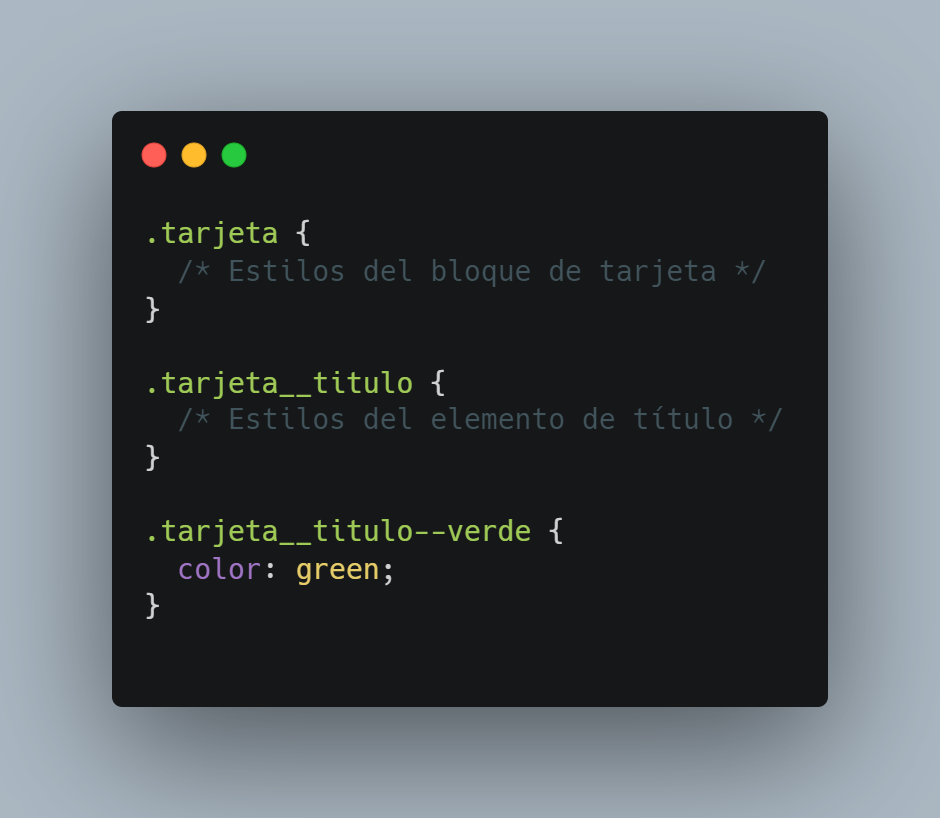 .tarjeta {
  /* Estilos del bloque de tarjeta */
}

.tarjeta__titulo {
  /* Estilos del elemento de título */
}

.tarjeta__titulo--verde {
  color: green;
}